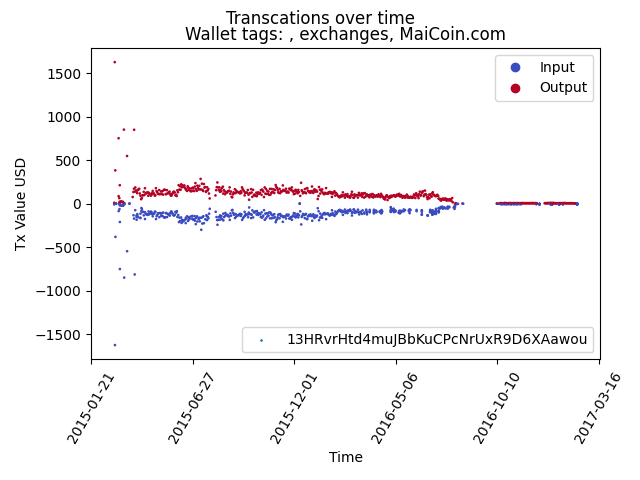 Transcations over time
Wallet tags: , exchanges, MaiCoin.com
Input
Output
1500
1000
500
0
−500
−1000
−1500
Tx Value USD
13HRvrHtd4muJBbKuCPcNrUxR9D6XAawou
2015-01-21
2015-06-27
2015-12-01
2016-05-06
2016-10-10
2017-03-16
Time